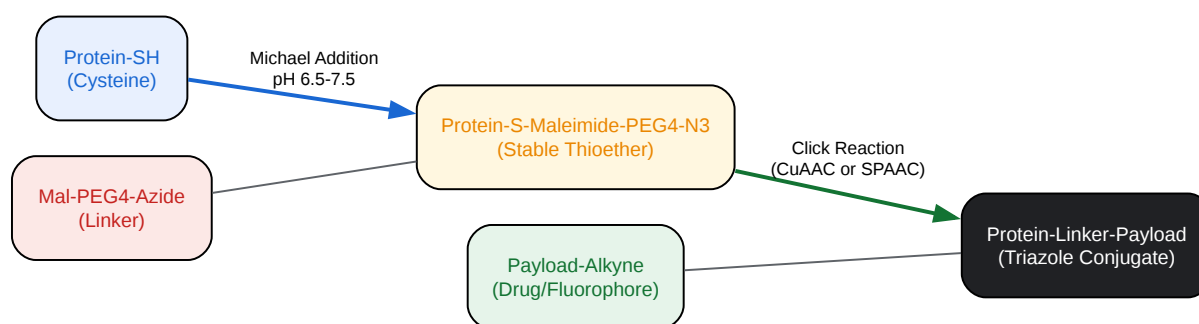 Protein-SH
(Cysteine)
Michael Addition
pH 6.5-7.5
Mal-PEG4-Azide
(Linker)
Protein-S-Maleimide-PEG4-N3
(Stable Thioether)
Click Reaction
(CuAAC or SPAAC)
Payload-Alkyne
(Drug/Fluorophore)
Protein-Linker-Payload
(Triazole Conjugate)